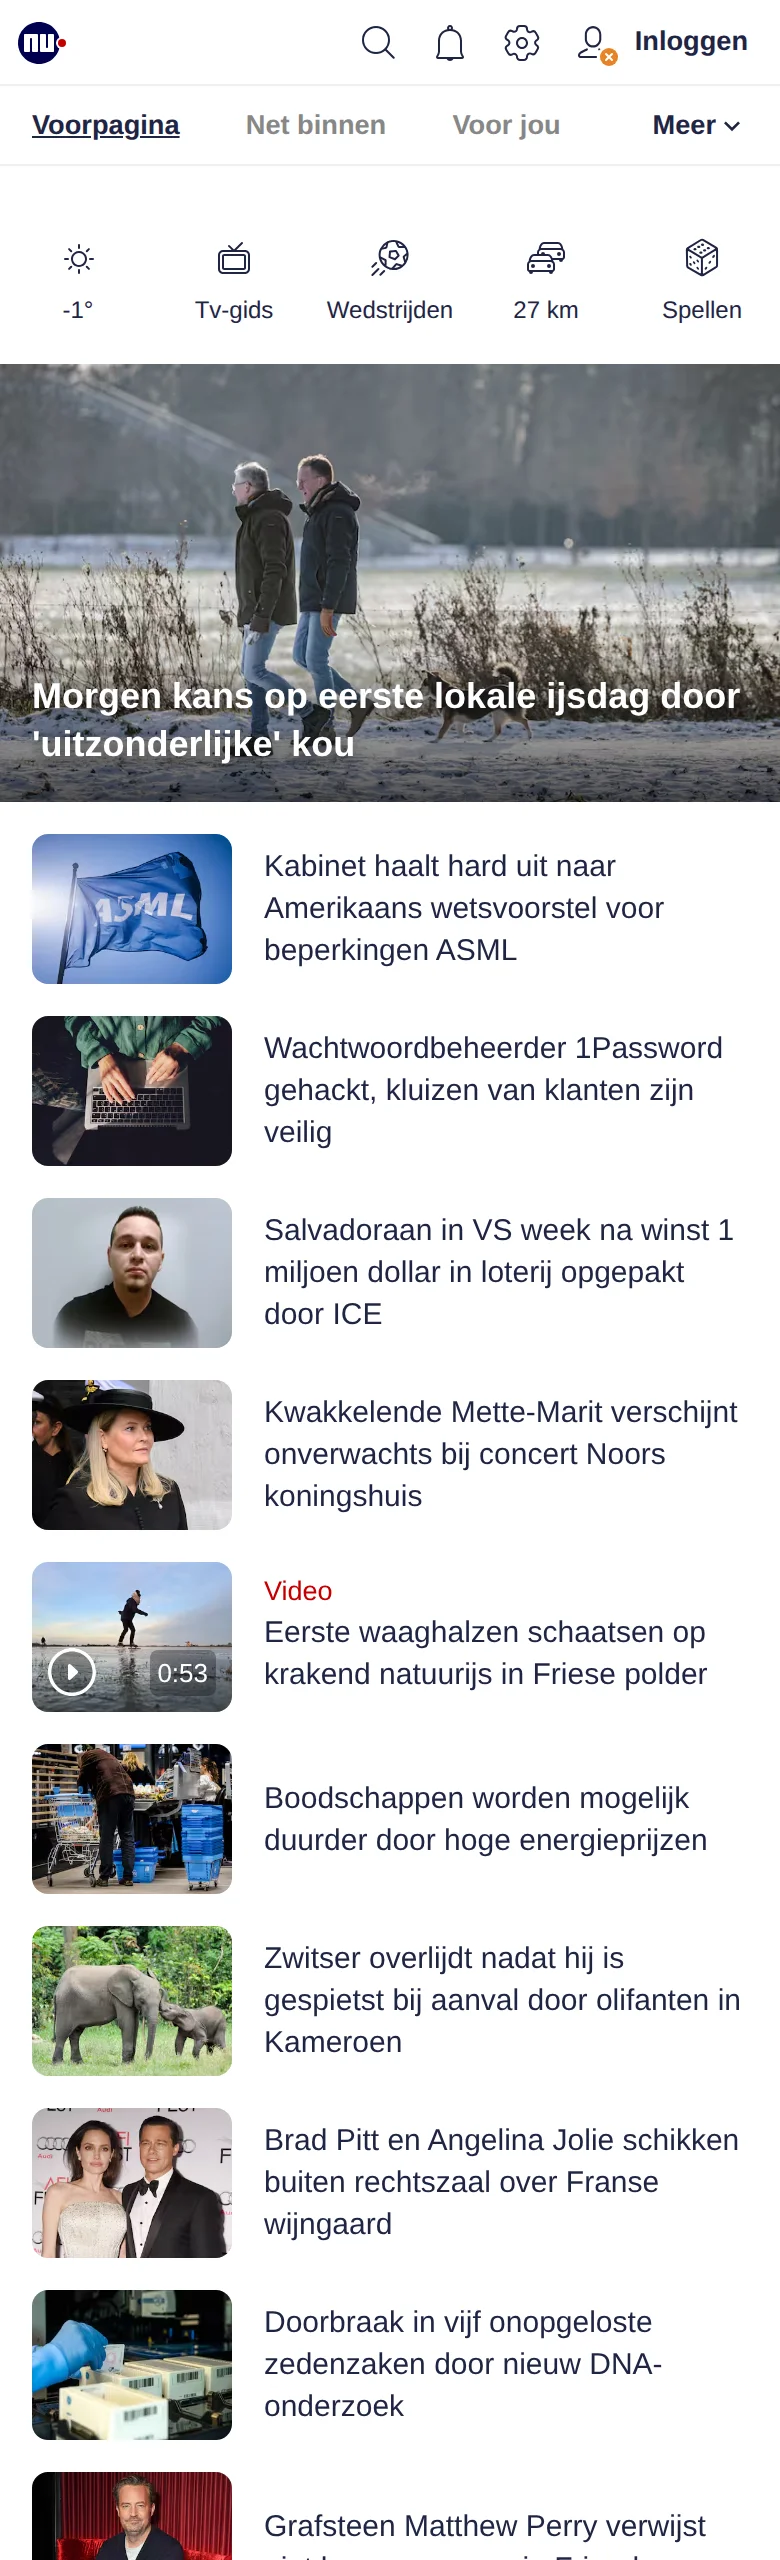 nu
Inloggen
Voorpagina
Net binnen
Voor jou
Meer
-1°
Tv-gids
Wedstrijden
27 km
Spellen
Morgen kans op eerste lokale ijsdag door
'uitzonderlijke' kou
ASML
Kabinet haalt hard uit naar
Amerikaans wetsvoorstel voor
beperkingen ASML
Wachtwoordbeheerder 1Password
gehackt, kluizen van klanten zijn
veilig
Salvadoraan in VS week na winst 1
miljoen dollar in loterij opgepakt
door ICE
Kwakkelende Mette-Marit verschijnt
onverwachts bij concert Noors
koningshuis
0:53
Video
Eerste waaghalzen schaatsen op
krakend natuurijs in Friese polder
Boodschappen worden mogelijk
duurder door hoge energieprijzen
Zwitser overlijdt nadat hij is
gespietst bij aanval door olifanten in
Kameroen
Brad Pitt en Angelina Jolie schikken
buiten rechtszaal over Franse
wijngaard
Doorbraak in vijf onopgeloste
zedenzaken door nieuw DNA-
onderzoek
Grafsteen Matthew Perry verwijst